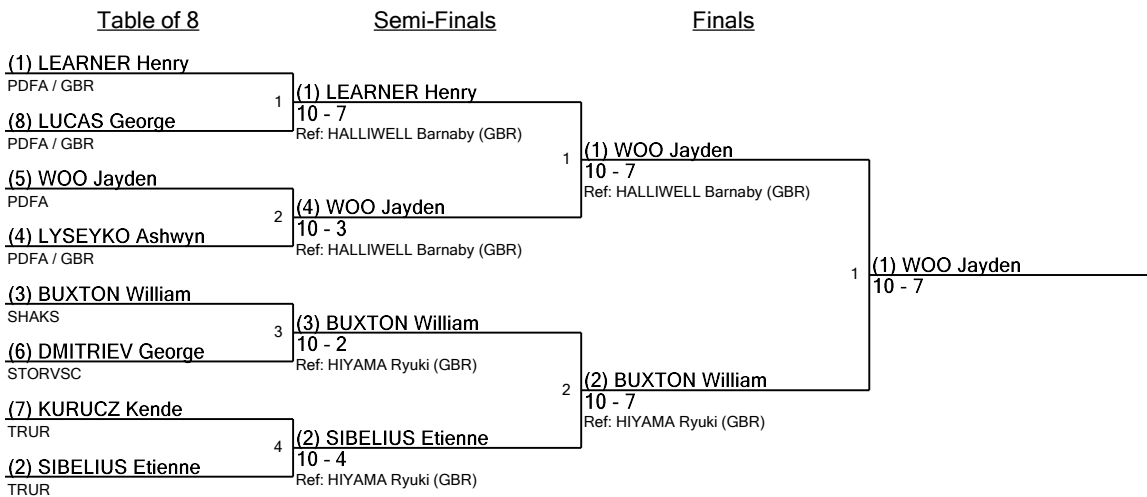 Table of 8
Semi-Finals
Finals
(1) LEARNER Henry
PDFA / GBR
1
(8) LUCAS George
PDFA / GBR
(5) WOO Jayden
PDFA
2
(4) LYSEYKO Ashwyn
PDFA / GBR
(3) BUXTON William
SHAKS
3
(6) DMITRIEV George
STORVSC
(7) KURUCZ Kende
TRUR
4
(2) SIBELIUS Etienne
TRUR
(1) LEARNER Henry
10 - 7
Ref: HALLIWELL Barnaby (GBR)
1
(4) WOO Jayden
10 - 3
Ref: HALLIWELL Barnaby (GBR)
(3) BUXTON William
10 - 2
Ref: HIYAMA Ryuki (GBR)
2
(2) SIBELIUS Etienne
10 - 4
Ref: HIYAMA Ryuki (GBR)
(1) WOO Jayden
10 - 7
Ref: HALLIWELL Barnaby (GBR)
1
(2) BUXTON William
10 - 7
Ref: HIYAMA Ryuki (GBR)
(1) WOO Jayden
10 - 7